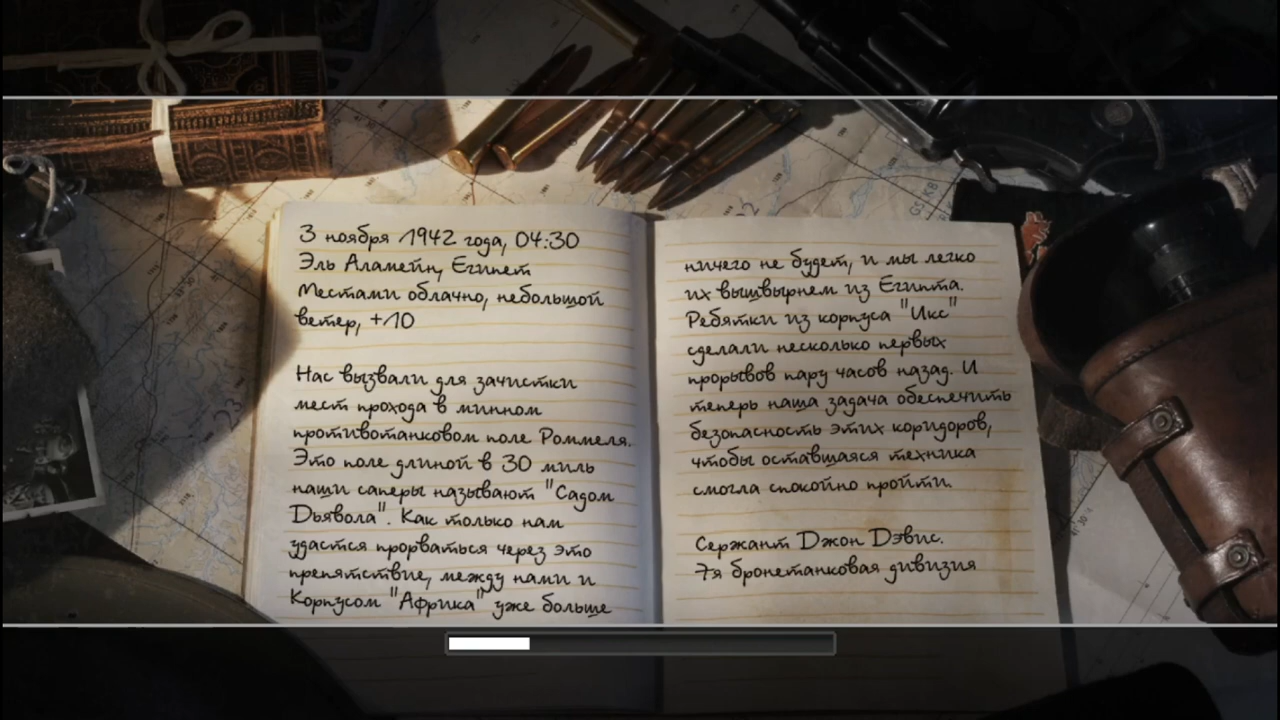 3 ноября 1942 года, 04:30
Эль Аламейн, Египет
Местами облачно, небольшой
ветер, +10
Нас вызвали для зачистки
мест прохода в минном
противотанковом поле Роммеля.
Это поле длиной в 30 миль
наши саперы называют "Садом
Дьявола". Как только нам
удастся прорваться через это
препятствие, между нами и
Корпусом "Африка" уже больше
ничего не будет, и мы легко
их вышвырнем из Египта.
Ребятки из корпуса "Икс"
сделали несколько первых
прорывов пару часов назад. И
теперь наша задача обеспечить
безопасность этих коридоров,
чтобы оставшаяся техника
смогла спокойно пройти.
Сержант Джон Дэвис.
7я бронетанковая дивизия